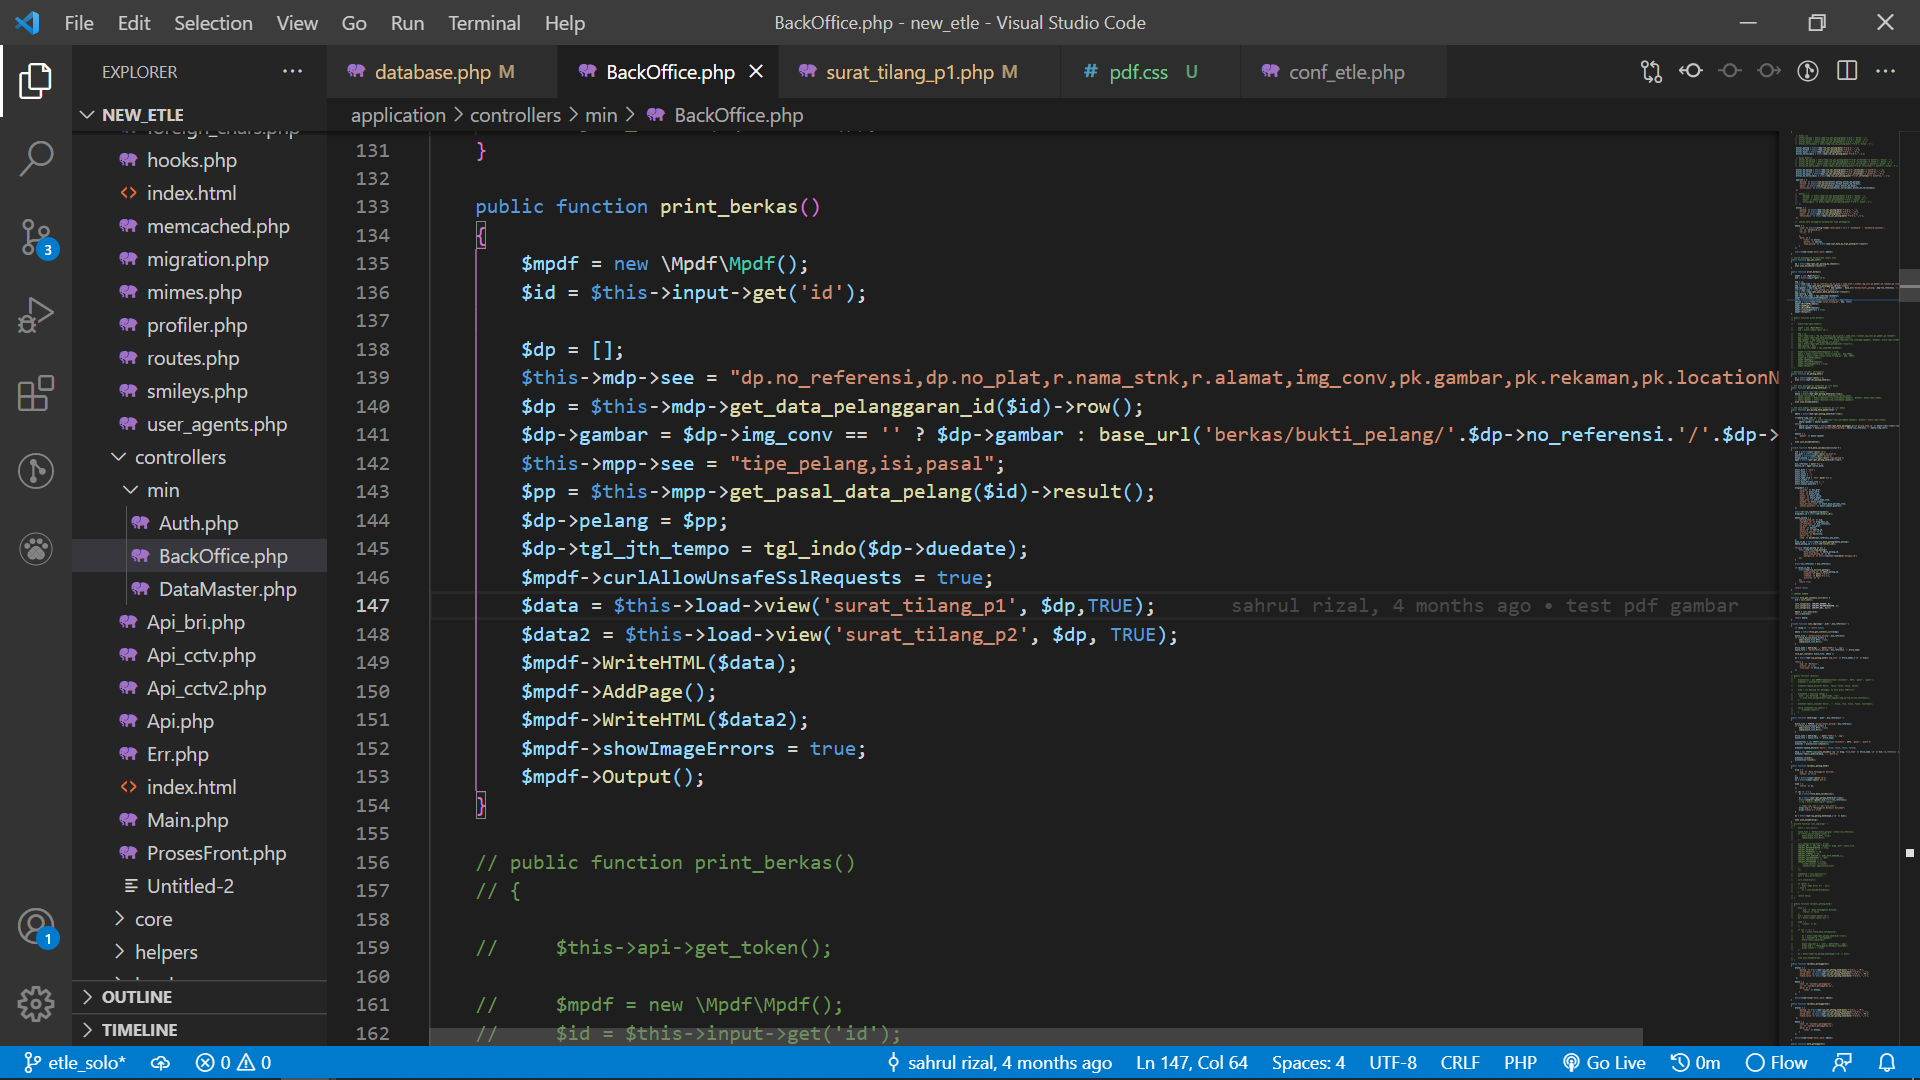 File Edit Selection View Go Run Terminal Help
BackOffice.php - new_etle - Visual Studio Code
EXPLORER
database.php M
BackOffice.php
surat_tilang_p1.php M
# pdf.css U
conf_etle.php
NEW_ETLE
application > controllers > min > BackOffice.php
foreign_chars.php
hooks.php
index.html
memcached.php
migration.php
mimes.php
profiler.php
routes.php
smileys.php
user_agents.php
controllers
min
Auth.php
BackOffice.php
DataMaster.php
Api_bri.php
Api_cctv.php
Api_cctv2.php
Api.php
Err.php
index.html
Main.php
ProsesFront.php
Untitled-2
core
helpers
OUTLINE
TIMELINE
3
1
131 }
132
133 public function print_berkas()
134 {
135 $mpdf = new \Mpdf\Mpdf();
136 $id = $this->input->get('id');
137
138 $dp = [];
139 $this->mdp->see = "dp.no_referensi,dp.no_plat,r.nama_stnk,r.alamat,img_conv,pk.gambar,pk.rekaman,pk.locationN
140 $dp = $this->mdp->get_data_pelanggaran_id($id)->row();
141 $dp->gambar = $dp->img_conv == '' ? $dp->gambar : base_url('berkas/bukti_pelang/'.$dp->no_referensi.'/'.$dp->
142 $this->mpp->see = "tipe_pelang,isi,pasal";
143 $pp = $this->mpp->get_pasal_data_pelang($id)->result();
144 $dp->pelang = $pp;
145 $dp->tgl_jth_tempo = tgl_indo($dp->duedate);
146 $mpdf->curlAllowUnsafeSslRequests = true;
147 $data = $this->load->view('surat_tilang_p1', $dp,TRUE); sahrul rizal, 4 months ago • test pdf gambar
148 $data2 = $this->load->view('surat_tilang_p2', $dp, TRUE);
149 $mpdf->WriteHTML($data);
150 $mpdf->AddPage();
151 $mpdf->WriteHTML($data2);
152 $mpdf->showImageErrors = true;
153 $mpdf->Output();
154 }
155
156 // public function print_berkas()
157 // {
158
159 // $this->api->get_token();
160
161 // $mpdf = new \Mpdf\Mpdf();
162 // $id = $this->input->get('id');
etle_solo* 0 0 sahrul rizal, 4 months ago Ln 147, Col 64 Spaces: 4 UTF-8 CRLF PHP Go Live 0m Flow